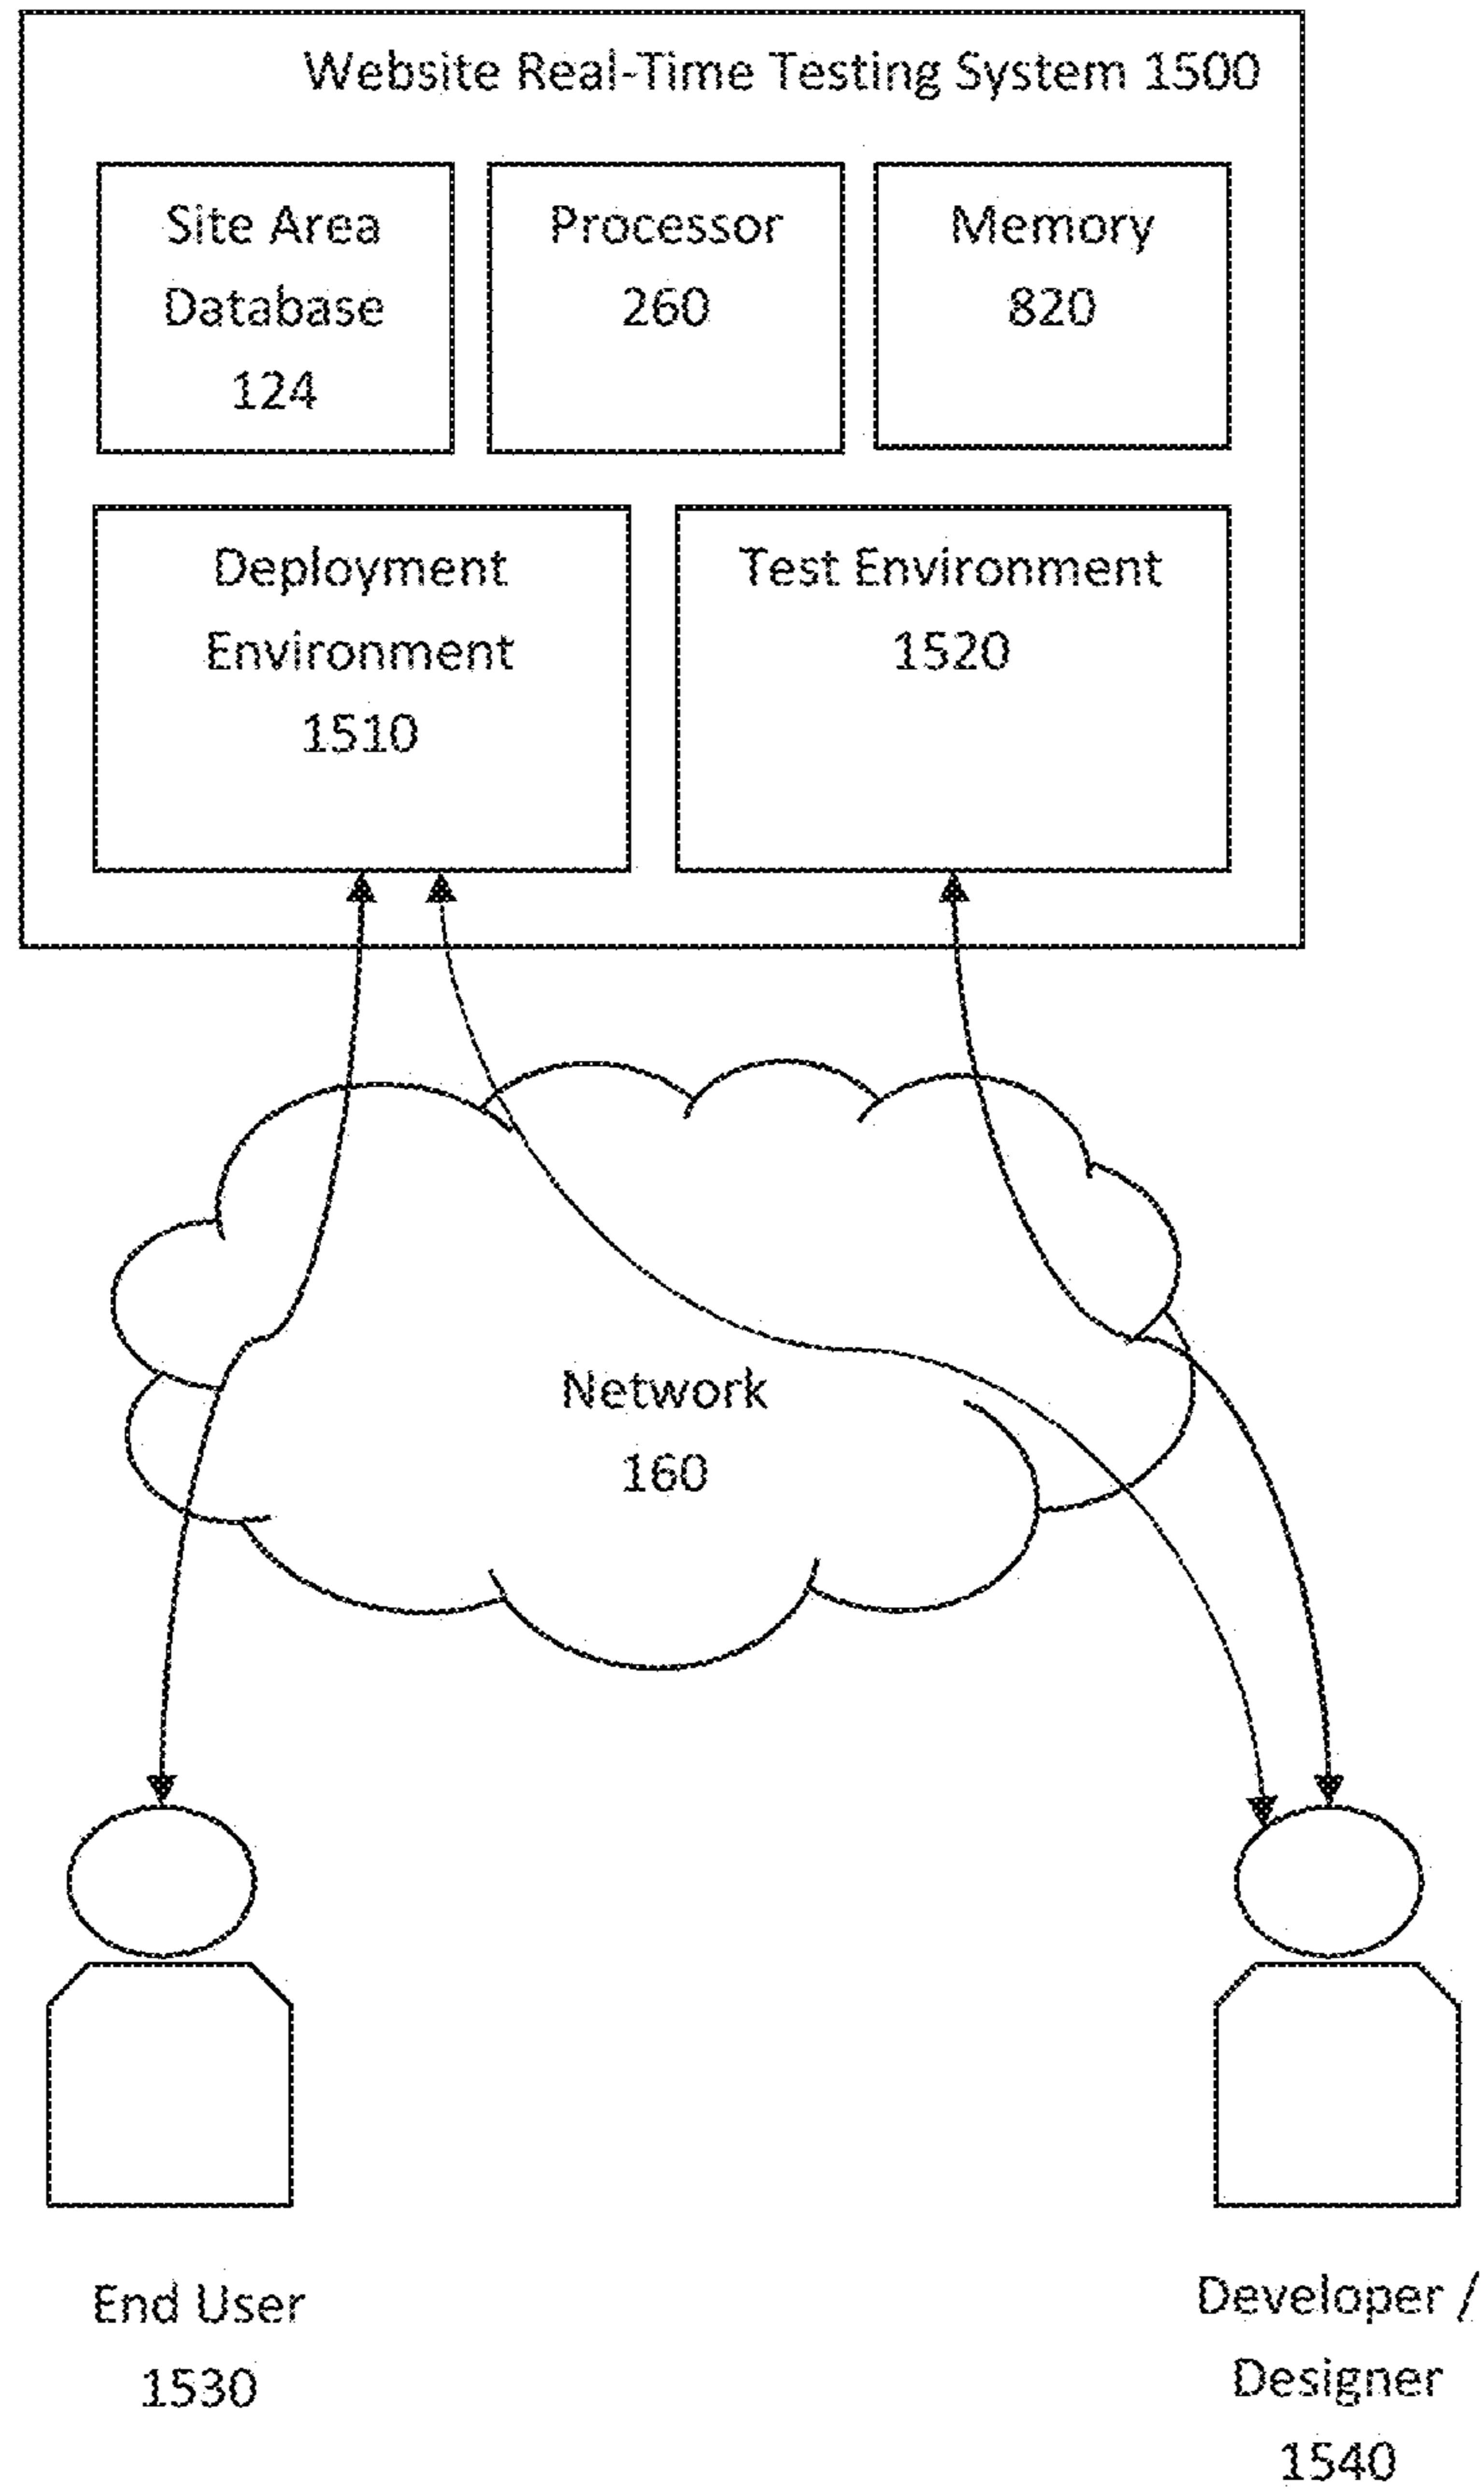 Website Real-Time Testing System 1500
Site Area
Database
124
Processor
260
Memory
820
Deployment
Environment
1510
Test Environment
1520
Network
160
End User
1530
Developer /
Designer
1540